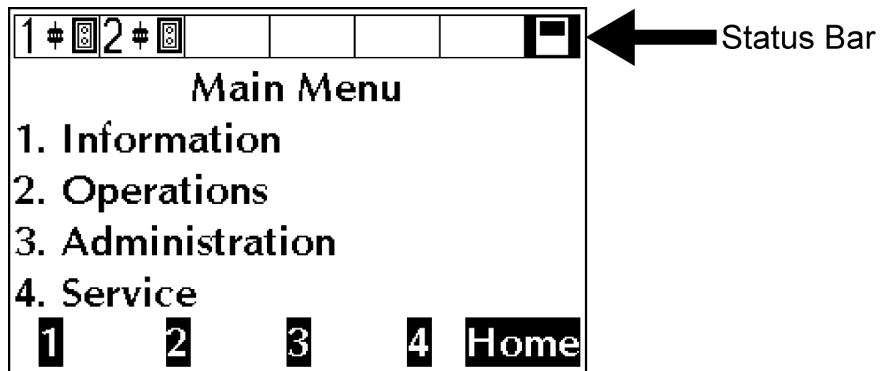 1 2 Status Bar
Main Menu
1. Information
2. Operations
3. Administration
4. Service
1 2 3 4 Home